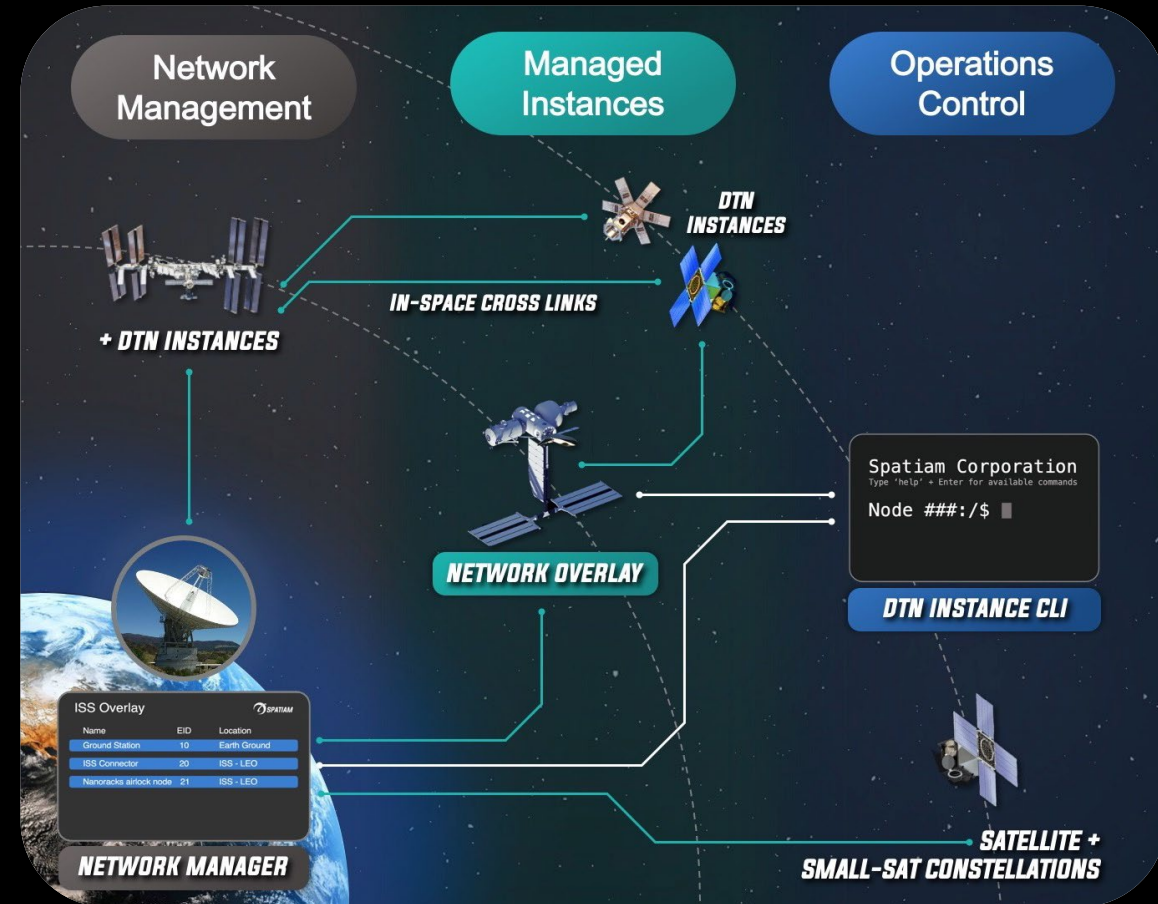 Network
Management
Managed
Instances
Operations
Control
DTN
INSTANCES
IN-SPACE CROSS LINKS
+ DTN INSTANCES
Spatiam Corporation
Type 'help' + Enter for available commands
Node ###:/$
NETWORK OVERLAY
DTN INSTANCE CLI
ISS Overlay
SPATIAM
Name EID Location
Ground Station 10 Earth Ground
ISS Connector 20 ISS - LEO
Nanoracks airlock node 21 ISS - LEO
NETWORK MANAGER
SATELLITE +
SMALL-SAT CONSTELLATIONS